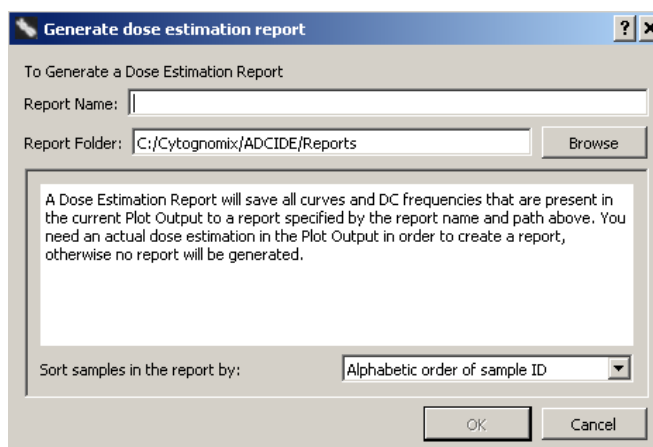 Generate dose estimation report
To Generate a Dose Estimation Report
Report Name:
Report Folder: C:/Cytognomix/ADCIDE/Reports Browse
A Dose Estimation Report will save all curves and DC frequencies that are present in
the current Plot Output to a report specified by the report name and path above. You
need an actual dose estimation in the Plot Output in order to create a report,
otherwise no report will be generated.
Sort samples in the report by: Alphabetic order of sample ID
OK Cancel